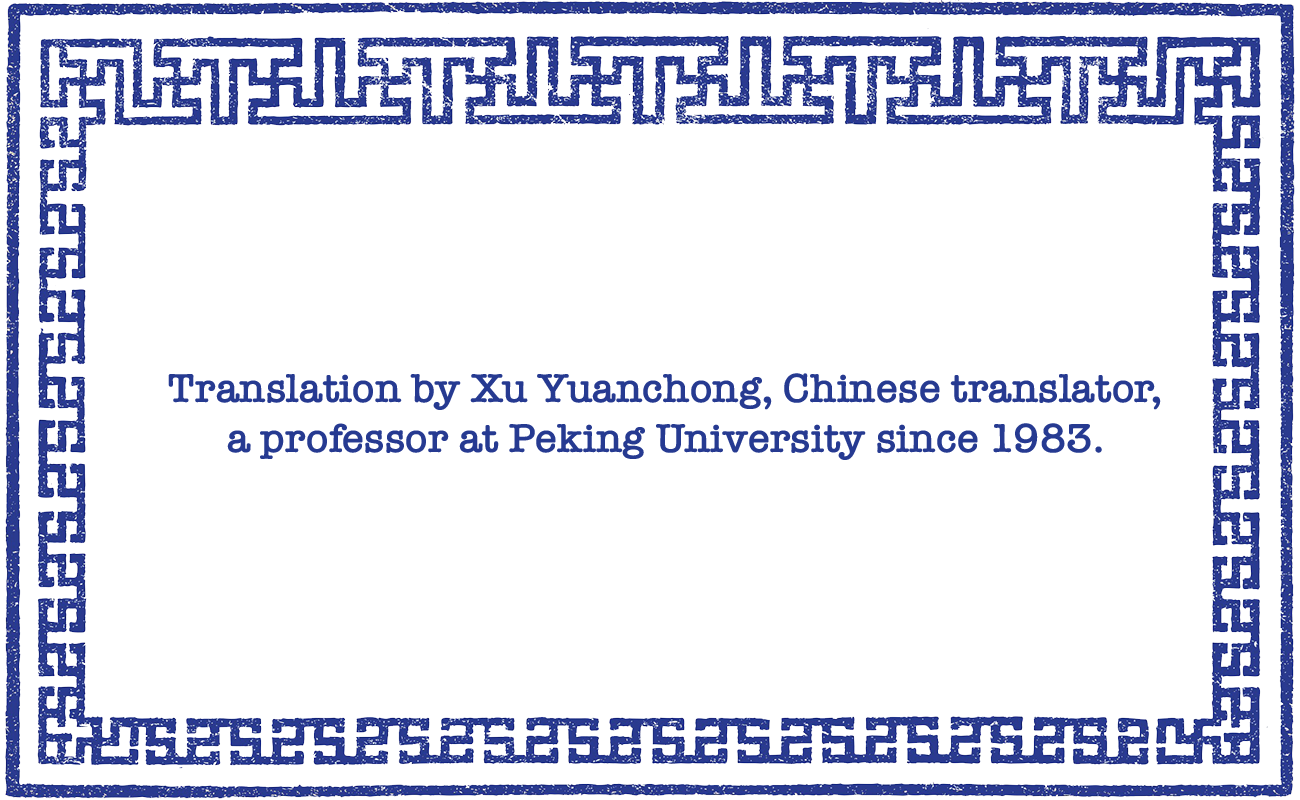 Translation by Xu Yuanchong, Chinese translator,
a professor at Peking University since 1983.